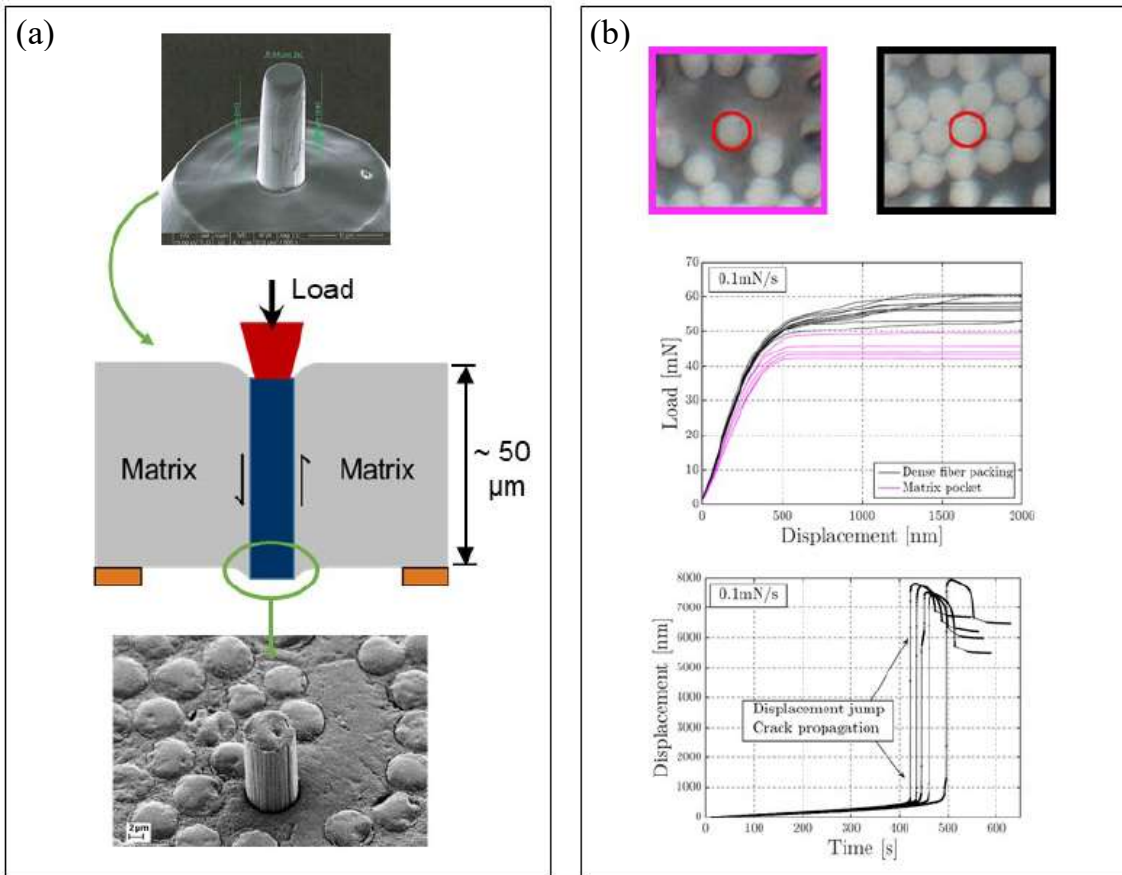 (a)
Load
Matrix
Matrix
~ 50
µm
2µm
(b)
0.1mN/s
Load [mN]
70
60
50
40
30
20
10
0
Dense fiber packing
Matrix pocket
0
500
1000
1500
2000
Displacement [nm]
0.1mN/s
Displacement [nm]
8000
7000
6000
5000
4000
3000
2000
1000
0
Displacement jump
Crack propagation
0
100
200
300
400
500
600
Time [s]